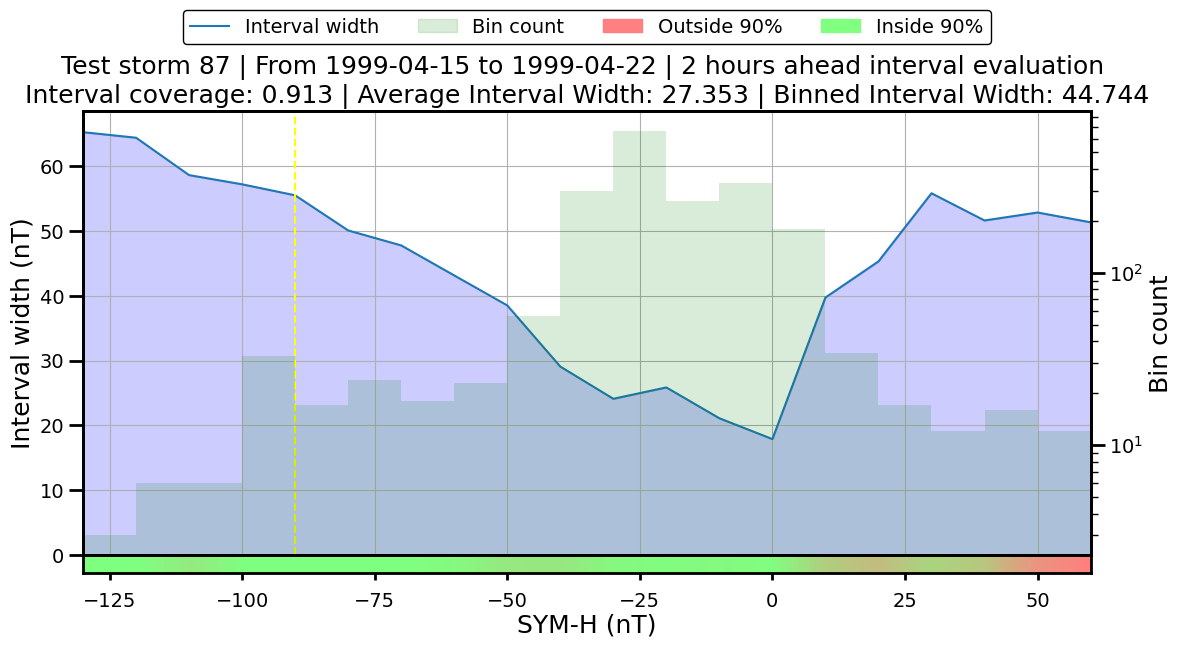 Interval width Bin count Outside 90% Inside 90%
Test storm 87 | From 1999-04-15 to 1999-04-22 | 2 hours ahead interval evaluation
Interval coverage: 0.913 | Average Interval Width: 27.353 | Binned Interval Width: 44.744
Interval width (nT)
60
50
40
30
20
10
0
10²
10¹
Bin count
−125 −100 −75 −50 −25 0 25 50
SYM-H (nT)